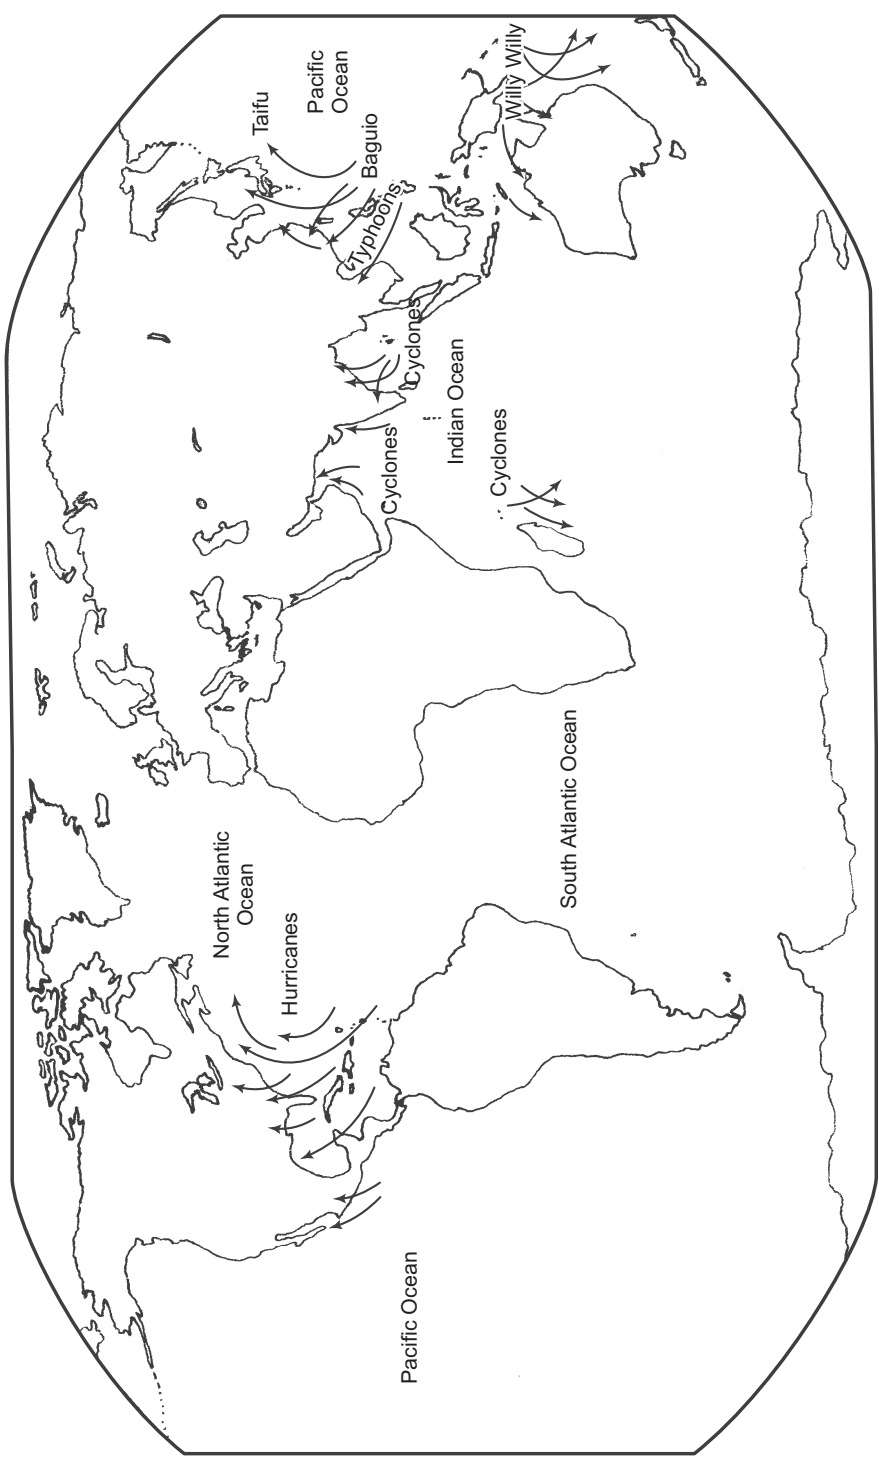 Pacific
Ocean
Taifu
Baguio
Typhoons
Willy Willy
Cyclones
Indian Ocean
Cyclones
Cyclones
North Atlantic
Ocean
Hurricanes
South Atlantic Ocean
Pacific Ocean